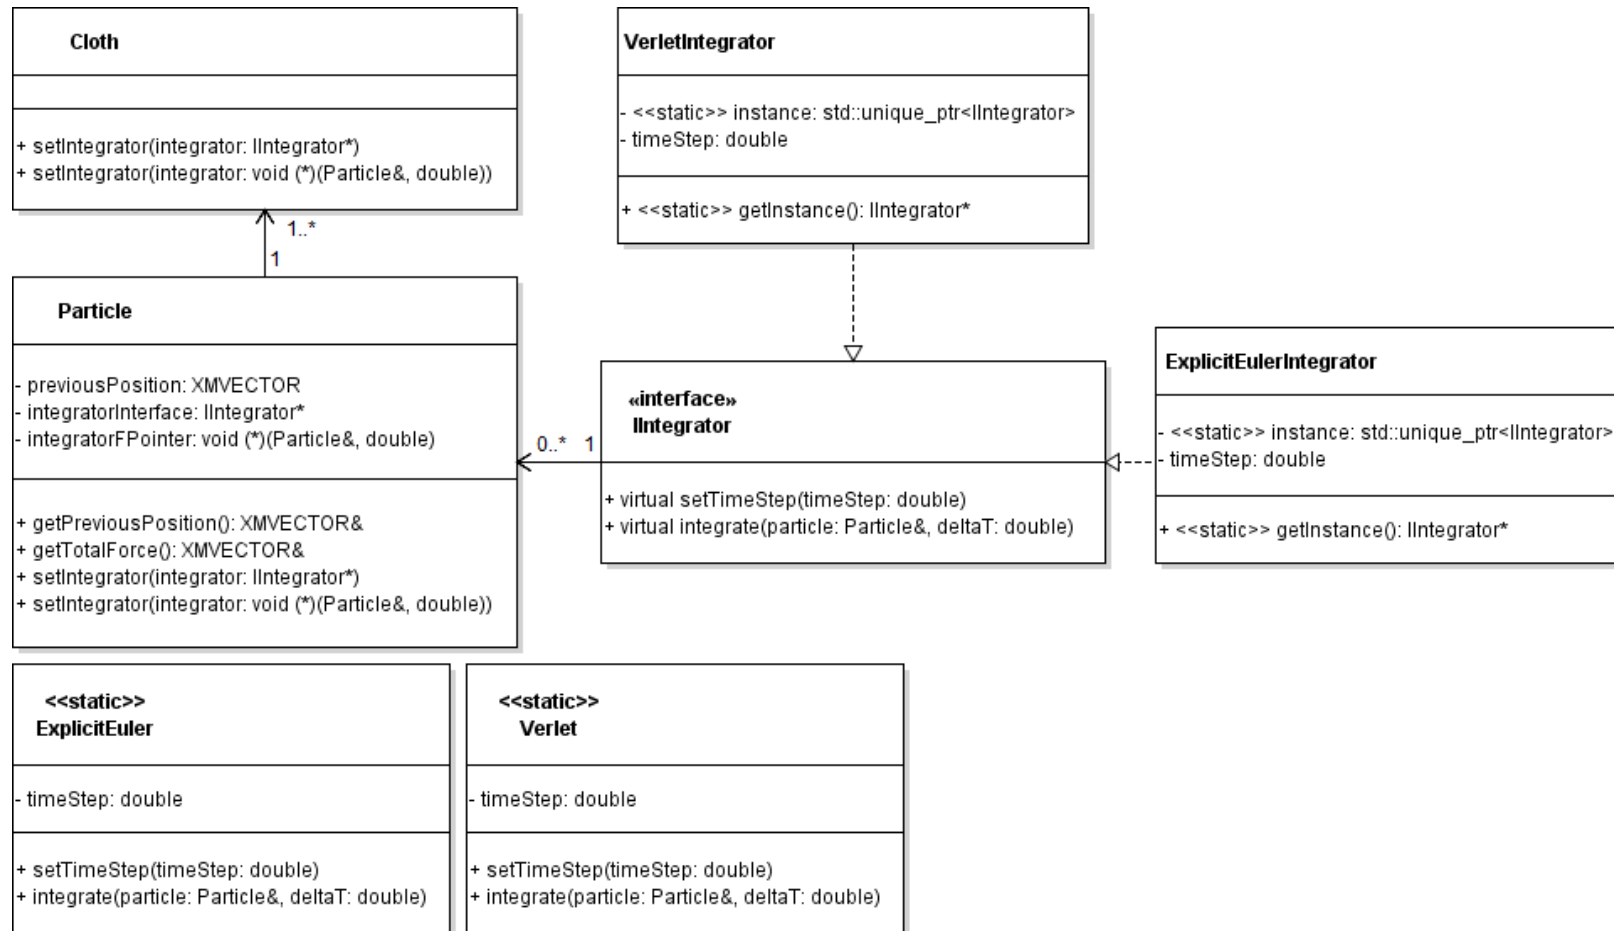 Cloth
+ setIntegrator(integrator: IIntegrator*)
+ setIntegrator(integrator: void (*)(Particle&, double))
1..*
1
Particle
- previousPosition: XMVECTOR
- integratorInterface: IIntegrator*
- integratorFPointer: void (*)(Particle&, double)
+ getPreviousPosition(): XMVECTOR&
+ getTotalForce(): XMVECTOR&
+ setIntegrator(integrator: IIntegrator*)
+ setIntegrator(integrator: void (*)(Particle&, double))
VerletIntegrator
- <<static>> instance: std::unique_ptr<IIntegrator>
- timeStep: double
+ <<static>> getInstance(): IIntegrator*
0..* 1
«interface»
IIntegrator
+ virtual setTimeStep(timeStep: double)
+ virtual integrate(particle: Particle&, deltaT: double)
ExplicitEulerIntegrator
- <<static>> instance: std::unique_ptr<IIntegrator>
- timeStep: double
+ <<static>> getInstance(): IIntegrator*
<<static>>
ExplicitEuler
- timeStep: double
+ setTimeStep(timeStep: double)
+ integrate(particle: Particle&, deltaT: double)
<<static>>
Verlet
- timeStep: double
+ setTimeStep(timeStep: double)
+ integrate(particle: Particle&, deltaT: double)